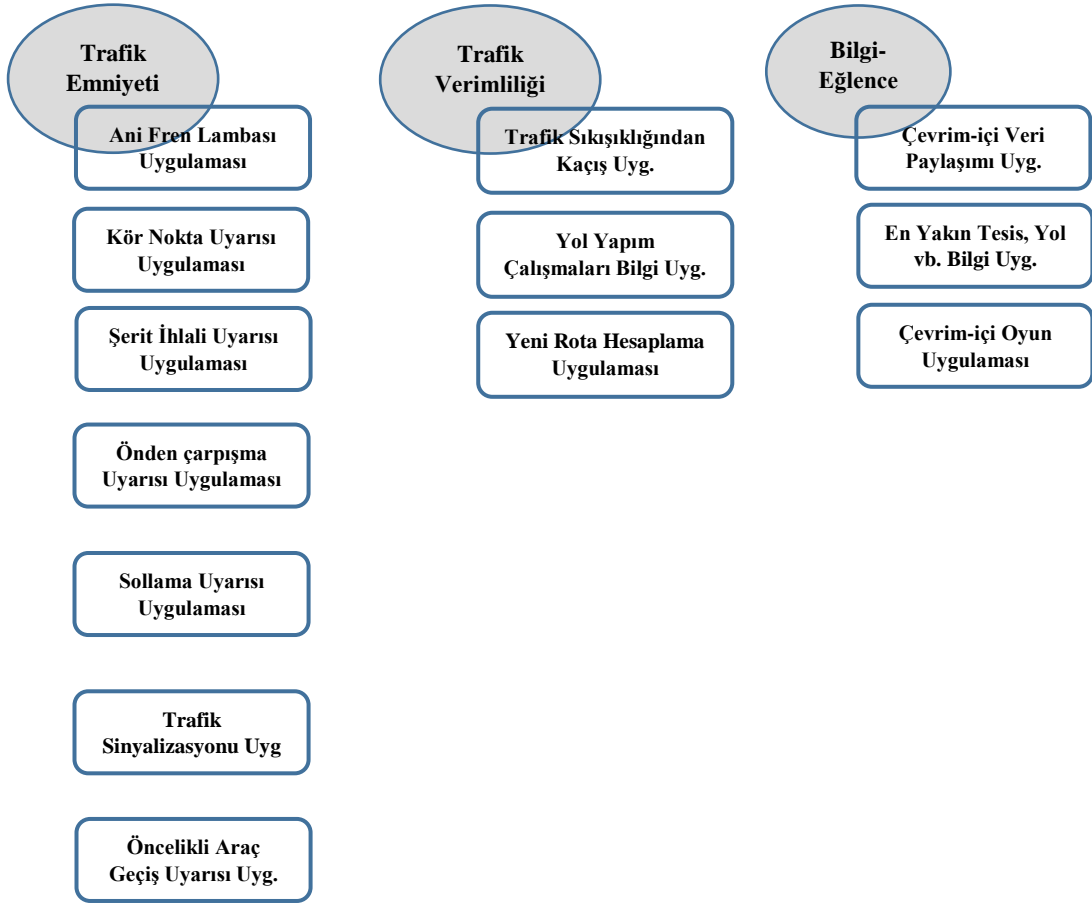 Trafik
Emniyeti
Ani Fren Lambası
Uygulaması
Kör Nokta Uyarısı
Uygulaması
Şerit İhlali Uyarısı
Uygulaması
Önden çarpışma
Uyarısı Uygulaması
Sollama Uyarısı
Uygulaması
Trafik
Sinyalizasyonu Uyg
Öncelikli Araç
Geçiş Uyarısı Uyg.
Trafik
Verimliliği
Trafik Sıkışıklığından
Kaçış Uyg.
Yol Yapım
Çalışmaları Bilgi Uyg.
Yeni Rota Hesaplama
Uygulaması
Bilgi-
Eğlence
Çevrim-içi Veri
Paylaşımı Uyg.
En Yakın Tesis, Yol
vb. Bilgi Uyg.
Çevrim-içi Oyun
Uygulaması